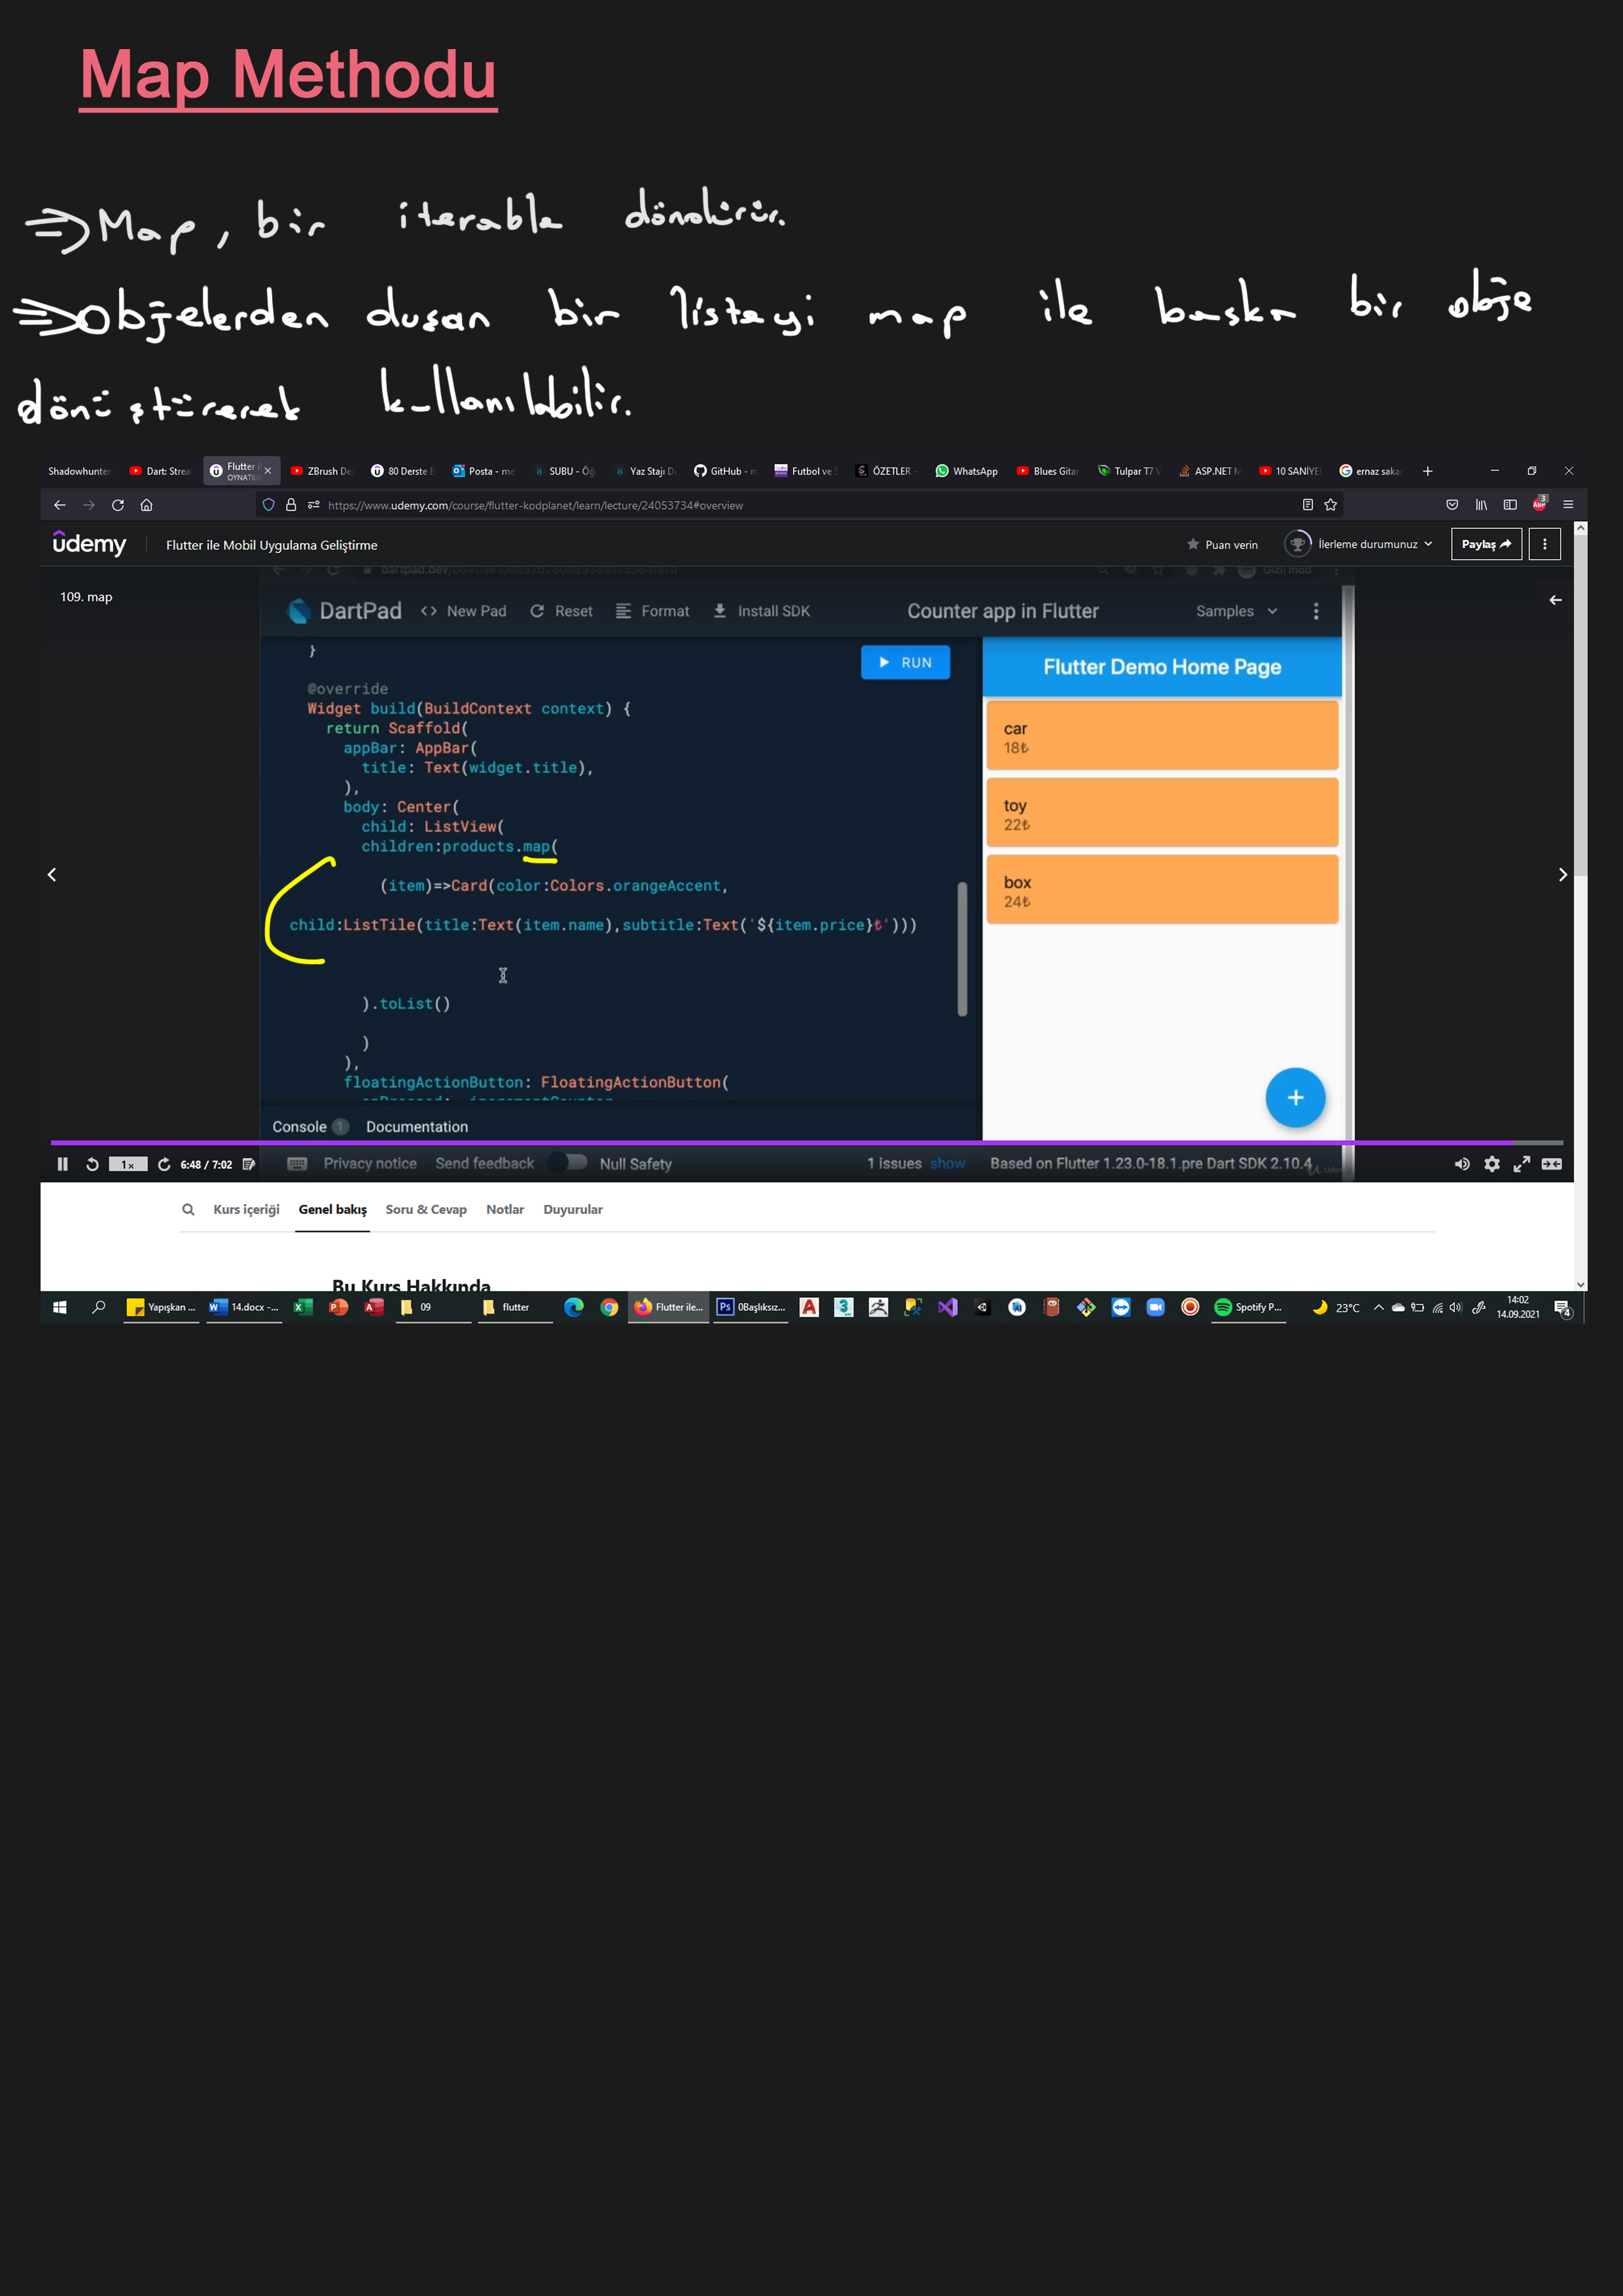 Map Methodu
⇒ Map, bir iterable döndürür.
⇒ Objelerden oluşan bir listeyi map ile başka bir obje
dönüştürerek kullanılabilir.
Shadowhunter Dart: Strea Flutter i ZBrush De 80 Derste B Posta - me SUBU - Öğ Yaz Stajı D GitHub - n Futbol ve S ÖZETLER - WhatsApp Blues Gitar Tulpar T7 V ASP.NET M 10 SANİYE ernaz saka
OYNATILI
https://www.udemy.com/course/flutter-kodplanet/learn/lecture/24053734#overview
ABP 3
udemy Flutter ile Mobil Uygulama Geliştirme Puan verin İlerleme durumunuz Paylaş
Gizli mod
109. map
DartPad <> New Pad Reset Format Install SDK Counter app in Flutter Samples
}
RUN
Flutter Demo Home Page
@override
Widget build(BuildContext context) {
return Scaffold(
appBar: AppBar(
title: Text(widget.title),
),
body: Center(
child: ListView(
children:products.map(
(item)=>Card(color:Colors.orangeAccent,
child:ListTile(title:Text(item.name),subtitle:Text('${item.price}₺')))
).toList()
)
),
floatingActionButton: FloatingActionButton(
car
18₺
toy
22₺
box
24₺
+
Console 1 Documentation
1x 6:48 / 7:02 Privacy notice Send feedback Null Safety 1 issues show Based on Flutter 1.23.0-18.1.pre Dart SDK 2.10.4
Kurs içeriği Genel bakış Soru & Cevap Notlar Duyurular
Bu Kurs Hakkında
Yapışkan ... 14.docx -... 09 flutter Flutter ile... 0Başlıksız... Spotify P... 23°C 14:02
14.09.2021
4